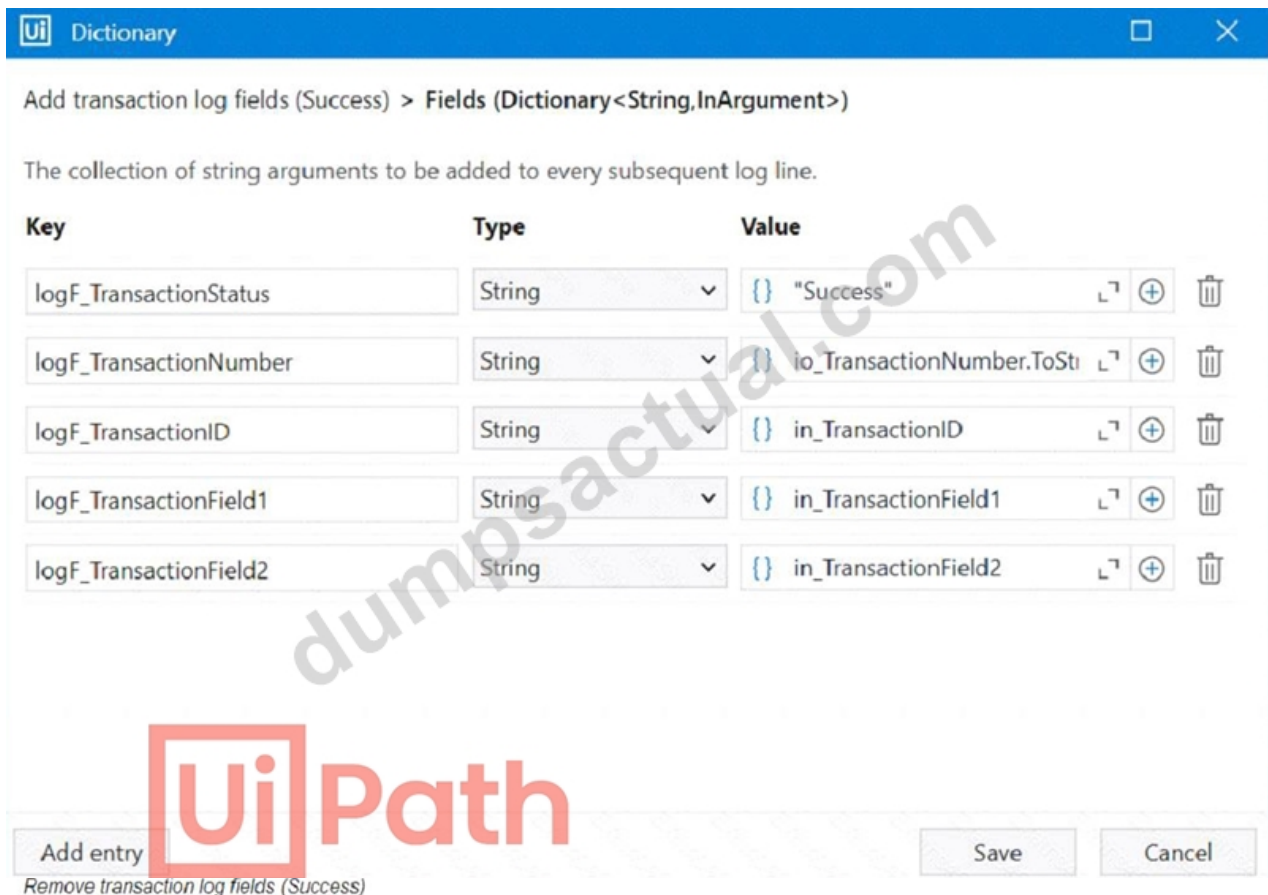 Ui Dictionary
Add transaction log fields (Success) > Fields (Dictionary<String,InArgument>)
The collection of string arguments to be added to every subsequent log line.
Key Type Value
logF_TransactionStatus String {} "Success"
logF_TransactionNumber String {} io_TransactionNumber.ToStr
logF_TransactionID String {} in_TransactionID
logF_TransactionField1 String {} in_TransactionField1
logF_TransactionField2 String {} in_TransactionField2
dumpsactual.com
UiPath
Add entry Save Cancel
Remove transaction log fields (Success)